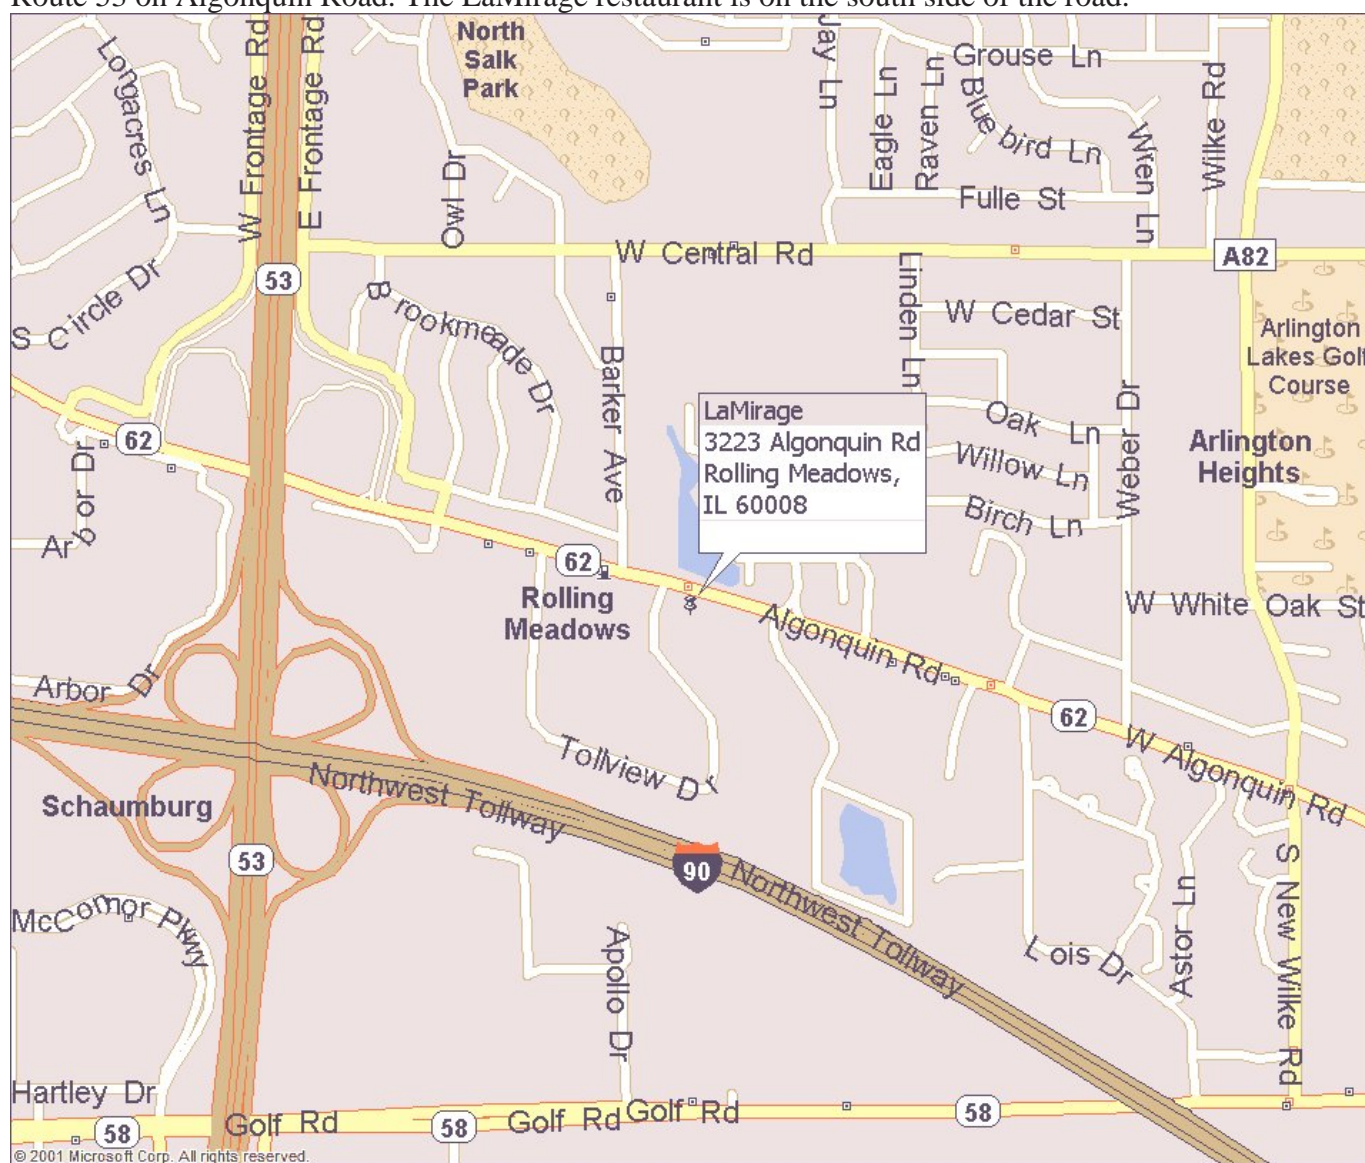 Route 53 on Algonquin Road. The LaMirage restaurant is on the south side of the road.
North
Salk
Park
Longacres Ln
W Frontage Rd
E Frontage Rd
Owl Dr
Jay Ln
Eagle Ln
Raven Ln
Grouse Ln
Blue bird Ln
Wren Ln
Wilke Rd
Fulle St
W Central Rd
A82
53
S Circle Dr
Brookmeade Dr
Barker Ave
Linden Ln
W Cedar St
Arlington
Lakes Golf
Course
Oak Ln
Willow Ln
Birch Ln
Weber Dr
Arlington
Heights
LaMirage
3223 Algonquin Rd
Rolling Meadows,
IL 60008
62
Arbor Dr
62
Rolling
Meadows
Algonquin Rd
W White Oak St
Arbor Dr
62
W Algonquin Rd
Tollview Dr
Northwest Tollway
Schaumburg
53
90
Northwest Tollway
S New Wilke Rd
McConnor Pkwy
Apollo Dr
Lois Dr
Astor Ln
Hartley Dr
58
Golf Rd
58
Golf Rd
Golf Rd
58
© 2001 Microsoft Corp. All rights reserved.